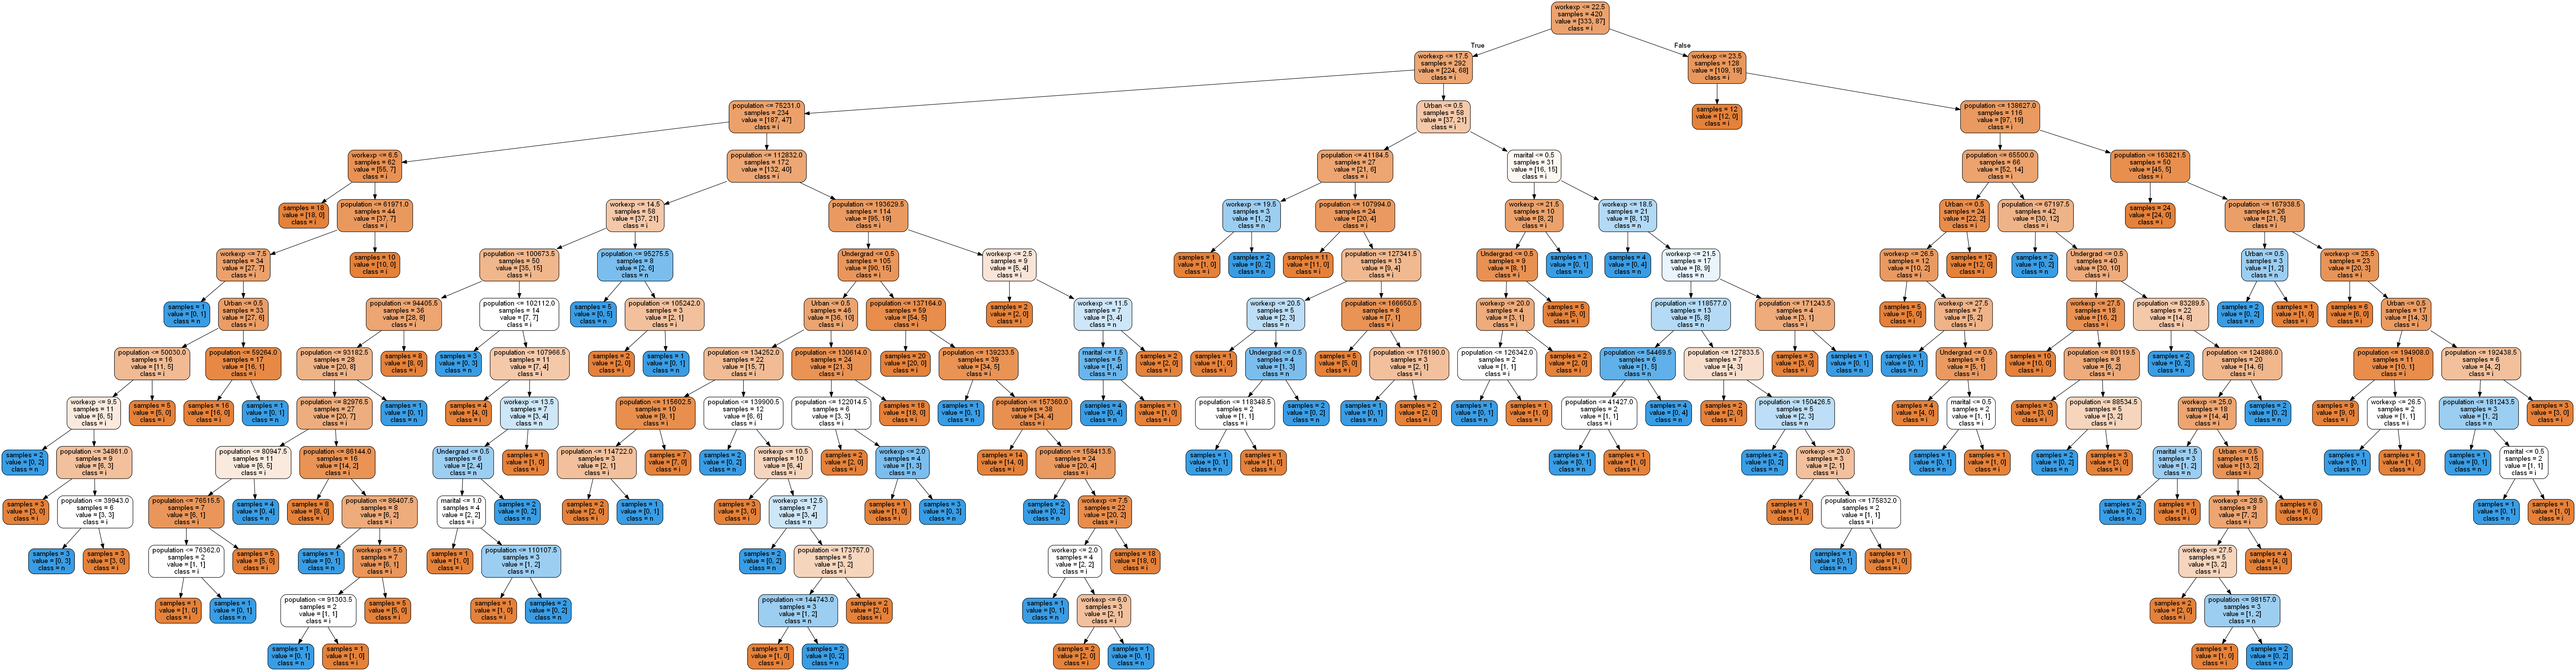 workexp <= 22.5
samples = 420
value = [333, 87]
class = i
True
False
workexp <= 17.5
samples = 292
value = [224, 68]
class = i
workexp <= 23.5
samples = 128
value = [109, 19]
class = i
population <= 75231.0
samples = 234
value = [187, 47]
class = i
Urban <= 0.5
samples = 58
value = [37, 21]
class = i
samples = 12
value = [12, 0]
class = i
population <= 138627.0
samples = 116
value = [97, 19]
class = i
workexp <= 6.5
samples = 62
value = [55, 7]
class = i
population <= 112832.0
samples = 172
value = [132, 40]
class = i
population <= 41184.5
samples = 27
value = [21, 6]
class = i
marital <= 0.5
samples = 31
value = [16, 15]
class = i
population <= 65500.0
samples = 66
value = [52, 14]
class = i
population <= 163821.5
samples = 50
value = [45, 5]
class = i
samples = 18
value = [18, 0]
class = i
population <= 61971.0
samples = 44
value = [37, 7]
class = i
workexp <= 14.5
samples = 58
value = [37, 21]
class = i
population <= 193629.5
samples = 114
value = [95, 19]
class = i
workexp <= 19.5
samples = 3
value = [1, 2]
class = n
population <= 107994.0
samples = 24
value = [20, 4]
class = i
workexp <= 21.5
samples = 10
value = [8, 2]
class = i
workexp <= 18.5
samples = 21
value = [8, 13]
class = n
Urban <= 0.5
samples = 24
value = [22, 2]
class = i
population <= 67197.5
samples = 42
value = [30, 12]
class = i
samples = 24
value = [24, 0]
class = i
population <= 167938.5
samples = 26
value = [21, 5]
class = i
workexp <= 7.5
samples = 34
value = [27, 7]
class = i
samples = 10
value = [10, 0]
class = i
population <= 100673.5
samples = 50
value = [35, 15]
class = i
population <= 95275.5
samples = 8
value = [2, 6]
class = n
Undergrad <= 0.5
samples = 105
value = [90, 15]
class = i
workexp <= 2.5
samples = 9
value = [5, 4]
class = i
samples = 1
value = [1, 0]
class = i
samples = 2
value = [0, 2]
class = n
samples = 11
value = [11, 0]
class = i
population <= 127341.5
samples = 13
value = [9, 4]
class = i
Undergrad <= 0.5
samples = 9
value = [8, 1]
class = i
samples = 1
value = [0, 1]
class = n
samples = 4
value = [0, 4]
class = n
workexp <= 21.5
samples = 17
value = [8, 9]
class = n
workexp <= 26.5
samples = 12
value = [10, 2]
class = i
samples = 12
value = [12, 0]
class = i
samples = 2
value = [0, 2]
class = n
Undergrad <= 0.5
samples = 40
value = [30, 10]
class = i
Urban <= 0.5
samples = 3
value = [1, 2]
class = n
workexp <= 25.5
samples = 23
value = [20, 3]
class = i
samples = 1
value = [0, 1]
class = n
Urban <= 0.5
samples = 33
value = [27, 6]
class = i
population <= 94405.5
samples = 36
value = [28, 8]
class = i
population <= 102112.0
samples = 14
value = [7, 7]
class = i
samples = 5
value = [0, 5]
class = n
population <= 105242.0
samples = 3
value = [2, 1]
class = i
Urban <= 0.5
samples = 46
value = [36, 10]
class = i
population <= 137164.0
samples = 59
value = [54, 5]
class = i
samples = 2
value = [2, 0]
class = i
workexp <= 11.5
samples = 7
value = [3, 4]
class = n
workexp <= 20.5
samples = 5
value = [2, 3]
class = n
population <= 166650.5
samples = 8
value = [7, 1]
class = i
workexp <= 20.0
samples = 4
value = [3, 1]
class = i
samples = 5
value = [5, 0]
class = i
population <= 118577.0
samples = 13
value = [5, 8]
class = n
population <= 171243.5
samples = 4
value = [3, 1]
class = i
samples = 5
value = [5, 0]
class = i
workexp <= 27.5
samples = 7
value = [5, 2]
class = i
workexp <= 27.5
samples = 18
value = [16, 2]
class = i
population <= 83289.5
samples = 22
value = [14, 8]
class = i
samples = 2
value = [0, 2]
class = n
samples = 1
value = [1, 0]
class = i
samples = 6
value = [6, 0]
class = i
Urban <= 0.5
samples = 17
value = [14, 3]
class = i
population <= 50030.0
samples = 16
value = [11, 5]
class = i
population <= 59264.0
samples = 17
value = [16, 1]
class = i
population <= 93182.5
samples = 28
value = [20, 8]
class = i
samples = 8
value = [8, 0]
class = i
samples = 3
value = [0, 3]
class = n
population <= 107966.5
samples = 11
value = [7, 4]
class = i
samples = 2
value = [2, 0]
class = i
samples = 1
value = [0, 1]
class = n
population <= 134252.0
samples = 22
value = [15, 7]
class = i
population <= 130614.0
samples = 24
value = [21, 3]
class = i
samples = 20
value = [20, 0]
class = i
population <= 139233.5
samples = 39
value = [34, 5]
class = i
marital <= 1.5
samples = 5
value = [1, 4]
class = n
samples = 2
value = [2, 0]
class = i
samples = 1
value = [1, 0]
class = i
Undergrad <= 0.5
samples = 4
value = [1, 3]
class = n
samples = 5
value = [5, 0]
class = i
population <= 176190.0
samples = 3
value = [2, 1]
class = i
population <= 126342.0
samples = 2
value = [1, 1]
class = i
samples = 2
value = [2, 0]
class = i
population <= 54469.5
samples = 6
value = [1, 5]
class = n
population <= 127833.5
samples = 7
value = [4, 3]
class = i
samples = 3
value = [3, 0]
class = i
samples = 1
value = [0, 1]
class = n
samples = 1
value = [0, 1]
class = n
Undergrad <= 0.5
samples = 6
value = [5, 1]
class = i
samples = 10
value = [10, 0]
class = i
population <= 80119.5
samples = 8
value = [6, 2]
class = i
samples = 2
value = [0, 2]
class = n
population <= 124886.0
samples = 20
value = [14, 6]
class = i
population <= 194908.0
samples = 11
value = [10, 1]
class = i
population <= 192438.5
samples = 6
value = [4, 2]
class = i
workexp <= 9.5
samples = 11
value = [6, 5]
class = i
samples = 5
value = [5, 0]
class = i
samples = 16
value = [16, 0]
class = i
samples = 1
value = [0, 1]
class = n
population <= 82976.5
samples = 27
value = [20, 7]
class = i
samples = 1
value = [0, 1]
class = n
samples = 4
value = [4, 0]
class = i
workexp <= 13.5
samples = 7
value = [3, 4]
class = n
population <= 115602.5
samples = 10
value = [9, 1]
class = i
population <= 139900.5
samples = 12
value = [6, 6]
class = i
population <= 122014.5
samples = 6
value = [3, 3]
class = i
samples = 18
value = [18, 0]
class = i
samples = 1
value = [0, 1]
class = n
population <= 157360.0
samples = 38
value = [34, 4]
class = i
samples = 4
value = [0, 4]
class = n
samples = 1
value = [1, 0]
class = i
population <= 118348.5
samples = 2
value = [1, 1]
class = i
samples = 2
value = [0, 2]
class = n
samples = 1
value = [0, 1]
class = n
samples = 2
value = [2, 0]
class = i
samples = 1
value = [0, 1]
class = n
samples = 1
value = [1, 0]
class = i
population <= 41427.0
samples = 2
value = [1, 1]
class = i
samples = 4
value = [0, 4]
class = n
samples = 2
value = [2, 0]
class = i
population <= 150426.5
samples = 5
value = [2, 3]
class = n
samples = 4
value = [4, 0]
class = i
marital <= 0.5
samples = 2
value = [1, 1]
class = i
samples = 3
value = [3, 0]
class = i
population <= 88534.5
samples = 5
value = [3, 2]
class = i
workexp <= 25.0
samples = 18
value = [14, 4]
class = i
samples = 2
value = [0, 2]
class = n
samples = 9
value = [9, 0]
class = i
workexp <= 26.5
samples = 2
value = [1, 1]
class = i
population <= 181243.5
samples = 3
value = [1, 2]
class = n
samples = 3
value = [3, 0]
class = i
samples = 2
value = [0, 2]
class = n
population <= 34861.0
samples = 9
value = [6, 3]
class = i
population <= 80947.5
samples = 11
value = [6, 5]
class = i
population <= 86144.0
samples = 16
value = [14, 2]
class = i
Undergrad <= 0.5
samples = 6
value = [2, 4]
class = n
samples = 1
value = [1, 0]
class = i
population <= 114722.0
samples = 3
value = [2, 1]
class = i
samples = 7
value = [7, 0]
class = i
samples = 2
value = [0, 2]
class = n
workexp <= 10.5
samples = 10
value = [6, 4]
class = i
samples = 2
value = [2, 0]
class = i
workexp <= 2.0
samples = 4
value = [1, 3]
class = n
samples = 14
value = [14, 0]
class = i
population <= 158413.5
samples = 24
value = [20, 4]
class = i
samples = 1
value = [0, 1]
class = n
samples = 1
value = [1, 0]
class = i
samples = 1
value = [0, 1]
class = n
samples = 1
value = [1, 0]
class = i
samples = 2
value = [0, 2]
class = n
workexp <= 20.0
samples = 3
value = [2, 1]
class = i
samples = 1
value = [0, 1]
class = n
samples = 1
value = [1, 0]
class = i
samples = 2
value = [0, 2]
class = n
samples = 3
value = [3, 0]
class = i
marital <= 1.5
samples = 3
value = [1, 2]
class = n
Urban <= 0.5
samples = 15
value = [13, 2]
class = i
samples = 1
value = [0, 1]
class = n
samples = 1
value = [1, 0]
class = i
samples = 1
value = [0, 1]
class = n
marital <= 0.5
samples = 2
value = [1, 1]
class = i
samples = 3
value = [3, 0]
class = i
population <= 39943.0
samples = 6
value = [3, 3]
class = i
population <= 76515.5
samples = 7
value = [6, 1]
class = i
samples = 4
value = [0, 4]
class = n
samples = 8
value = [8, 0]
class = i
population <= 86407.5
samples = 8
value = [6, 2]
class = i
marital <= 1.0
samples = 4
value = [2, 2]
class = i
samples = 2
value = [0, 2]
class = n
samples = 2
value = [2, 0]
class = i
samples = 1
value = [0, 1]
class = n
samples = 3
value = [3, 0]
class = i
workexp <= 12.5
samples = 7
value = [3, 4]
class = n
samples = 1
value = [1, 0]
class = i
samples = 3
value = [0, 3]
class = n
samples = 2
value = [0, 2]
class = n
workexp <= 7.5
samples = 22
value = [20, 2]
class = i
samples = 1
value = [1, 0]
class = i
population <= 175832.0
samples = 2
value = [1, 1]
class = i
samples = 2
value = [0, 2]
class = n
samples = 1
value = [1, 0]
class = i
workexp <= 28.5
samples = 9
value = [7, 2]
class = i
samples = 6
value = [6, 0]
class = i
samples = 1
value = [0, 1]
class = n
samples = 1
value = [1, 0]
class = i
samples = 3
value = [0, 3]
class = n
samples = 3
value = [3, 0]
class = i
population <= 76362.0
samples = 2
value = [1, 1]
class = i
samples = 5
value = [5, 0]
class = i
samples = 1
value = [0, 1]
class = n
workexp <= 5.5
samples = 7
value = [6, 1]
class = i
samples = 1
value = [1, 0]
class = i
population <= 110107.5
samples = 3
value = [1, 2]
class = n
samples = 2
value = [0, 2]
class = n
population <= 173757.0
samples = 5
value = [3, 2]
class = i
workexp <= 2.0
samples = 4
value = [2, 2]
class = i
samples = 18
value = [18, 0]
class = i
samples = 1
value = [0, 1]
class = n
samples = 1
value = [1, 0]
class = i
workexp <= 27.5
samples = 5
value = [3, 2]
class = i
samples = 4
value = [4, 0]
class = i
samples = 1
value = [1, 0]
class = i
samples = 1
value = [0, 1]
class = n
population <= 91303.5
samples = 2
value = [1, 1]
class = i
samples = 5
value = [5, 0]
class = i
samples = 1
value = [1, 0]
class = i
samples = 2
value = [0, 2]
class = n
population <= 144743.0
samples = 3
value = [1, 2]
class = n
samples = 2
value = [2, 0]
class = i
samples = 1
value = [0, 1]
class = n
workexp <= 6.0
samples = 3
value = [2, 1]
class = i
samples = 2
value = [2, 0]
class = i
population <= 98157.0
samples = 3
value = [1, 2]
class = n
samples = 1
value = [0, 1]
class = n
samples = 1
value = [1, 0]
class = i
samples = 1
value = [1, 0]
class = i
samples = 2
value = [0, 2]
class = n
samples = 2
value = [2, 0]
class = i
samples = 1
value = [0, 1]
class = n
samples = 1
value = [1, 0]
class = i
samples = 2
value = [0, 2]
class = n